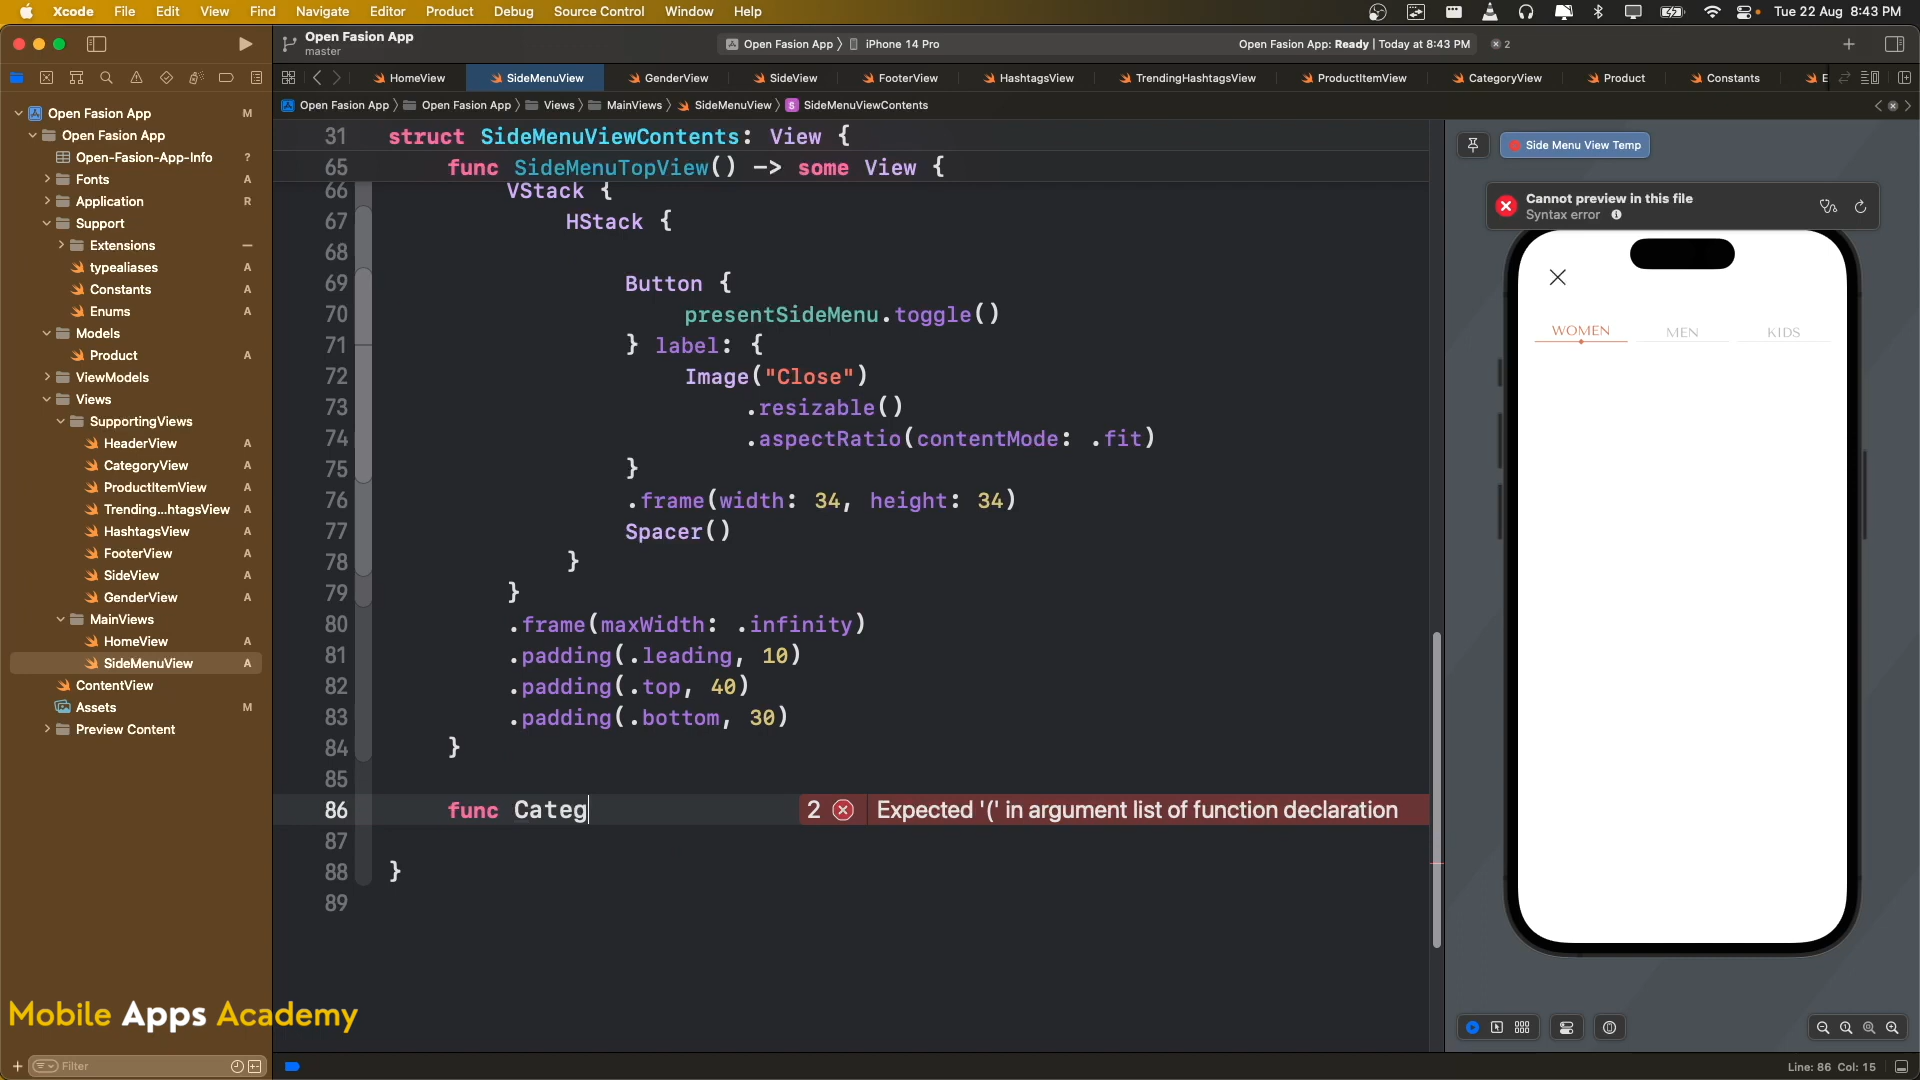 Xcode File Edit View Find Navigate Editor Product Debug Source Control Window Help Tue 22 Aug 8:43 PM
Open Fasion App
master
Open Fasion App iPhone 14 Pro
Open Fasion App: Ready | Today at 8:43 PM
2
HomeView SideMenuView GenderView SideView FooterView HashtagsView TrendingHashtagsView ProductItemView CategoryView Product Constants E
Open Fasion App Open Fasion App Views MainViews SideMenuView S SideMenuViewContents
Open Fasion App M
Open Fasion App
Open-Fashion-App-Info ?
Fonts A
Application R
Support
Extensions
typealiases A
Constants A
Enums A
Models
Product A
ViewModels
Views
SupportingViews
HeaderView A
CategoryView A
ProductItemView A
Trending...htagsView A
HashtagsView A
FooterView A
SideView A
GenderView A
MainViews
HomeView A
SideMenuView A
ContentView
Assets M
Preview Content
Filter
31 struct SideMenuViewContents: View {
65 func SideMenuTopView() -> some View {
66 VStack {
67 HStack {
68
69 Button {
70 presentSideMenu.toggle()
71 } label: {
72 Image("Close")
73 .resizable()
74 .aspectRatio(contentMode: .fit)
75 }
76 .frame(width: 34, height: 34)
77 Spacer()
78 }
79 }
80 .frame(maxWidth: .infinity)
81 .padding(.leading, 10)
82 .padding(.top, 40)
83 .padding(.bottom, 30)
84 }
85
86 func Categ 2 Expected '(' in argument list of function declaration
87
88 }
89
Side Menu View Temp
Cannot preview in this file
Syntax error
WOMEN MEN KIDS
Mobile Apps Academy
Line: 86 Col: 15